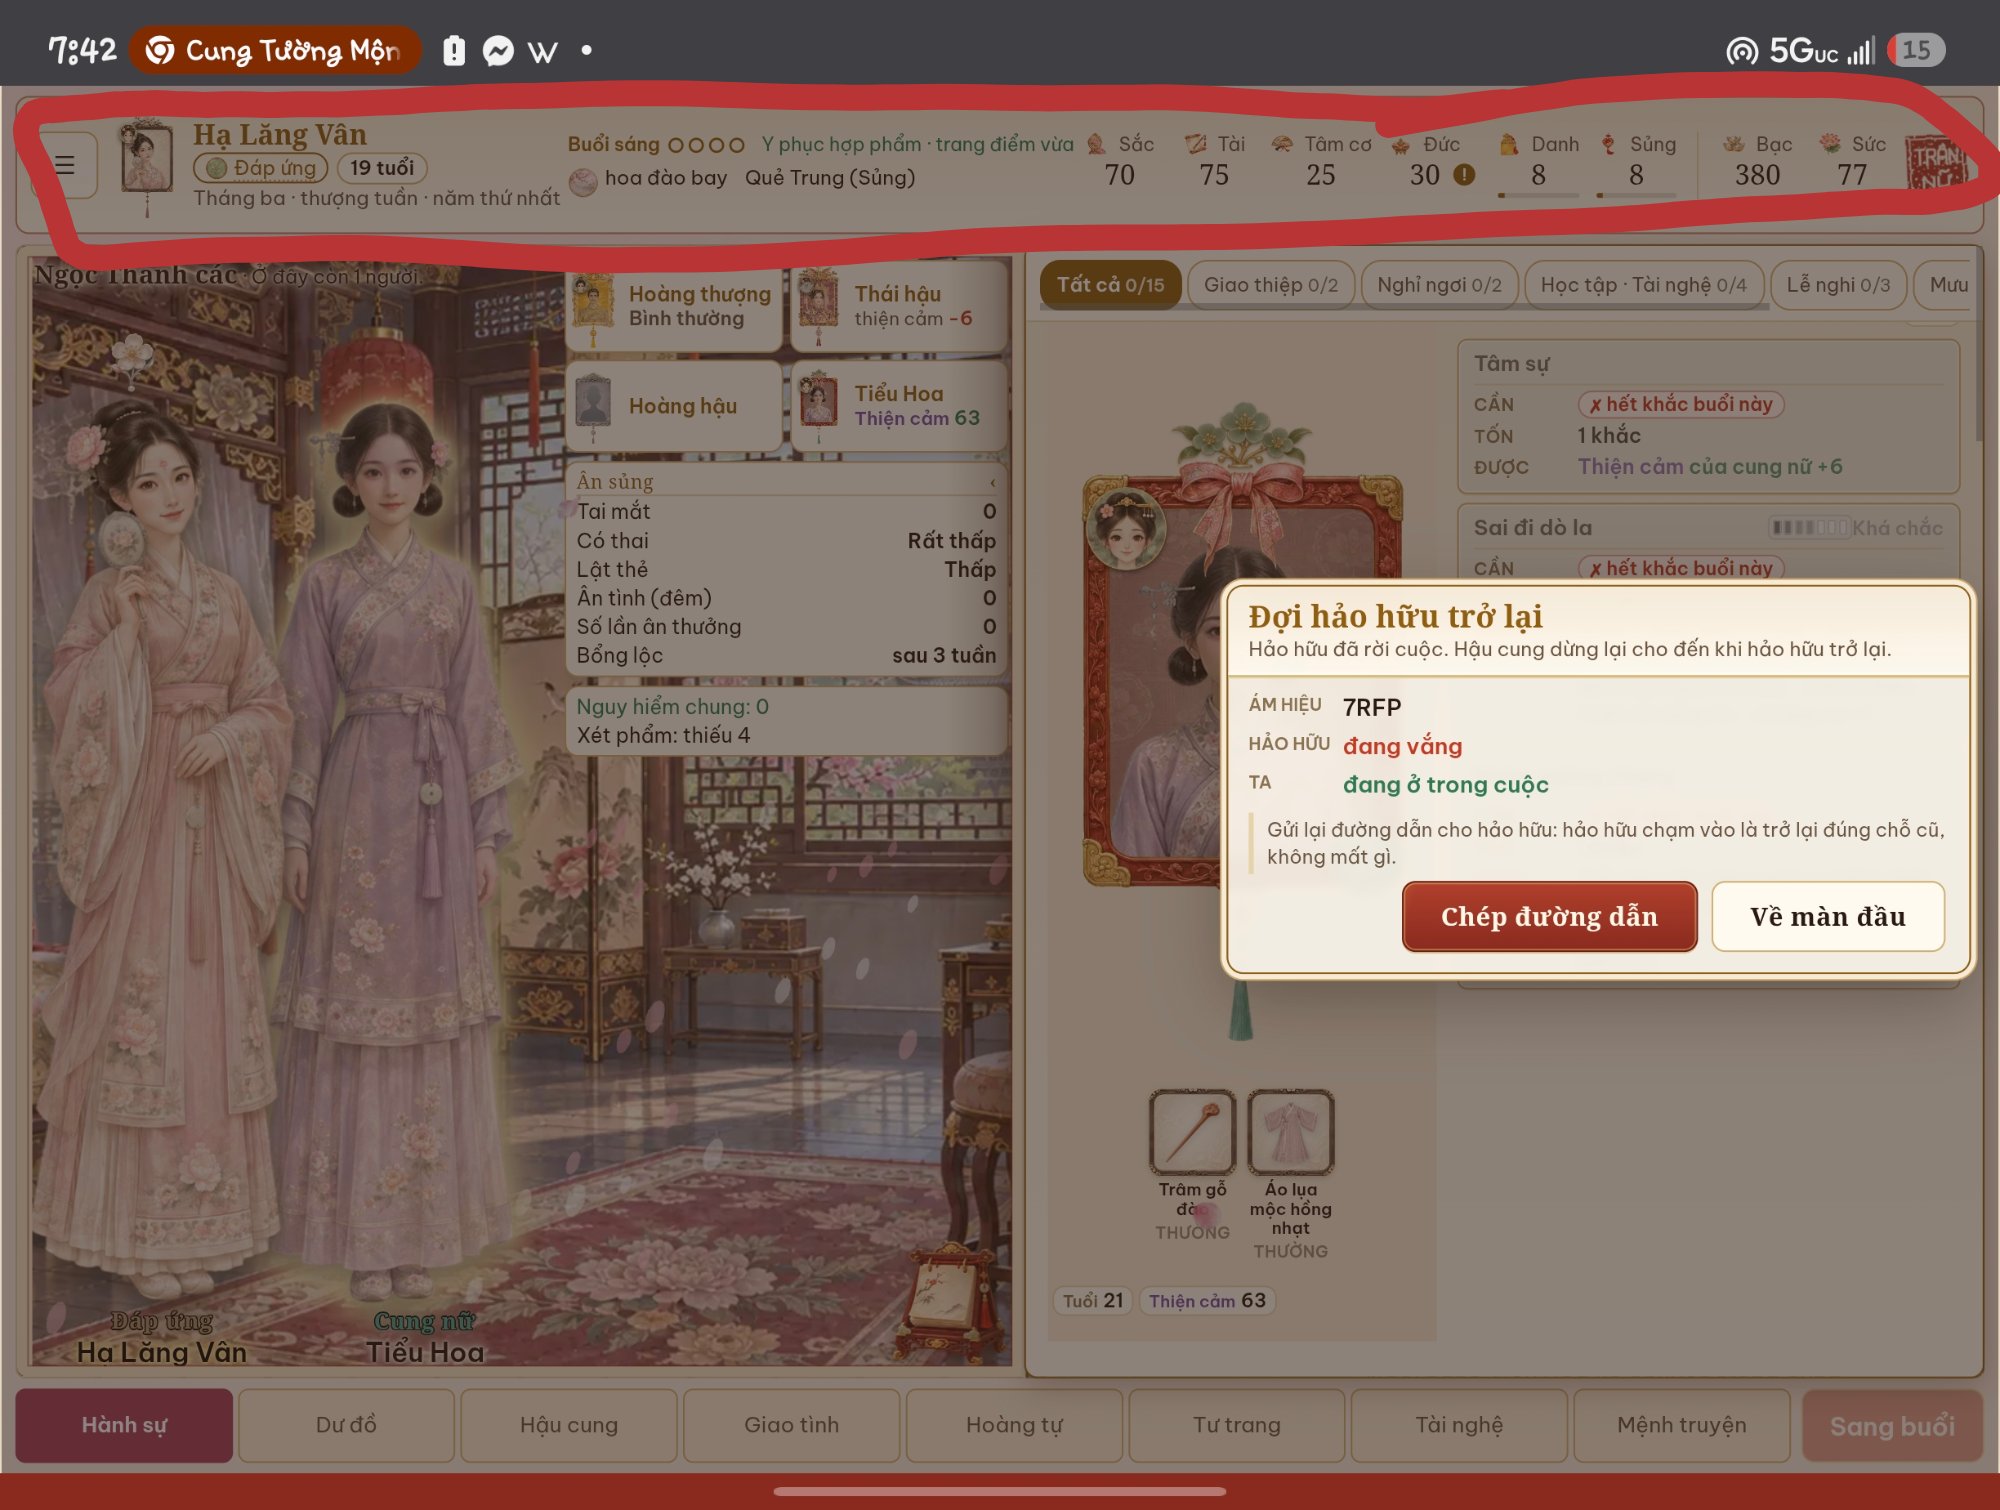 7:42 Cung Tường Mộn
5G UC 15
Hạ Lăng Vân
Đáp ứng 19 tuổi
Tháng ba · thượng tuần · năm thứ nhất
Buổi sáng Y phục hợp phẩm · trang điểm vừa
hoa đào bay Quẻ Trung (Sủng)
Sắc Tài Tâm cơ Đức Danh Sủng Bạc Sức
70 75 25 30 ! 8 8 380 77
TRÂN
NỮ
Ngọc Thanh các · Ở đây còn 1 người.
Hoàng thượng
Bình thường
Thái hậu
thiện cảm -6
Hoàng hậu
Tiểu Hoa
Thiện cảm 63
Ân sủng ‹
Tai mắt 0
Có thai Rất thấp
Lật thẻ Thấp
Ân tình (đêm) 0
Số lần ân thưởng 0
Bổng lộc sau 3 tuần
Nguy hiểm chung: 0
Xét phẩm: thiếu 4
Đáp ứng
Hạ Lăng Vân
Cung nữ
Tiểu Hoa
Tất cả 0/15 Giao thiệp 0/2 Nghỉ ngơi 0/2 Học tập · Tài nghệ 0/4 Lễ nghi 0/3 Mưu
Tâm sự
CẦN ✗ hết khắc buổi này
TỐN 1 khắc
ĐƯỢC Thiện cảm của cung nữ +6
Sai đi dò la Khá chắc
CẦN ✗ hết khắc buổi này
Đợi hảo hữu trở lại
Hảo hữu đã rời cuộc. Hậu cung dừng lại cho đến khi hảo hữu trở lại.
ÁM HIỆU 7RFP
HẢO HỮU đang vắng
TA đang ở trong cuộc
Gửi lại đường dẫn cho hảo hữu: hảo hữu chạm vào là trở lại đúng chỗ cũ,
không mất gì.
Chép đường dẫn Về màn đầu
Trâm gỗ
đào
THƯỜNG
Áo lụa
mộc hồng
nhạt
THƯỜNG
Tuổi 21 Thiện cảm 63
Hành sự Dư đồ Hậu cung Giao tình Hoàng tự Tư trang Tài nghệ Mệnh truyện Sang buổi